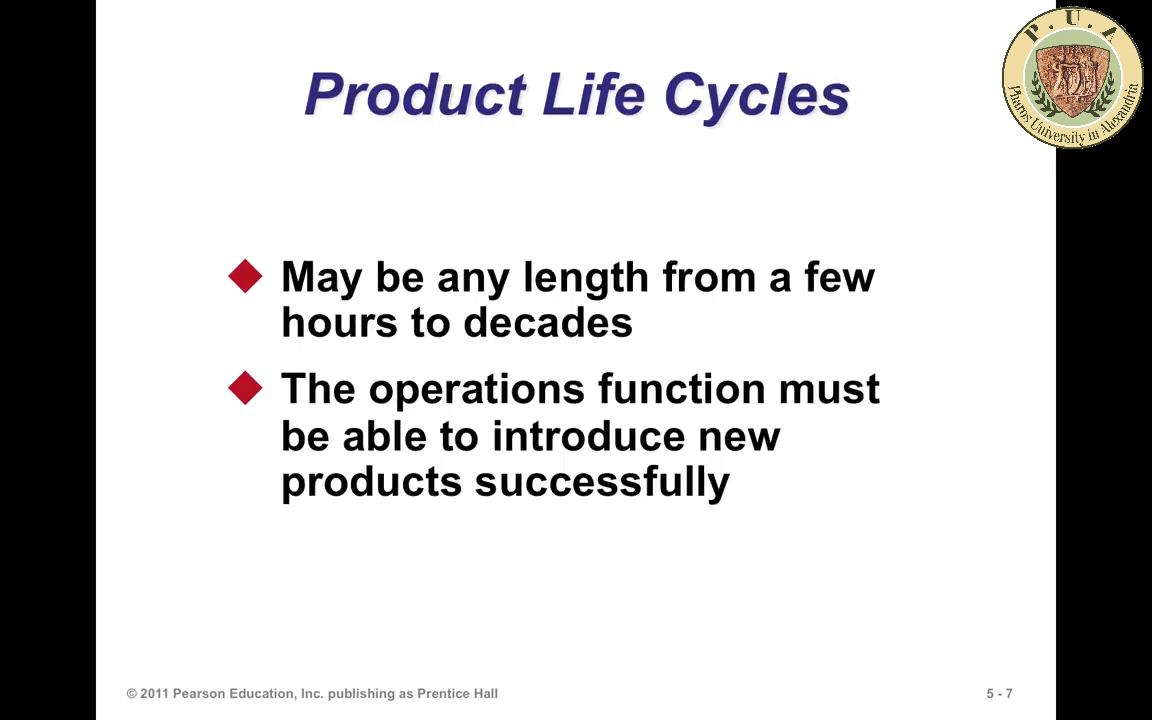 P. U. A
Pharos University in Alexandria
Product Life Cycles
May be any length from a few
hours to decades
The operations function must
be able to introduce new
products successfully
© 2011 Pearson Education, Inc. publishing as Prentice Hall
5 - 7